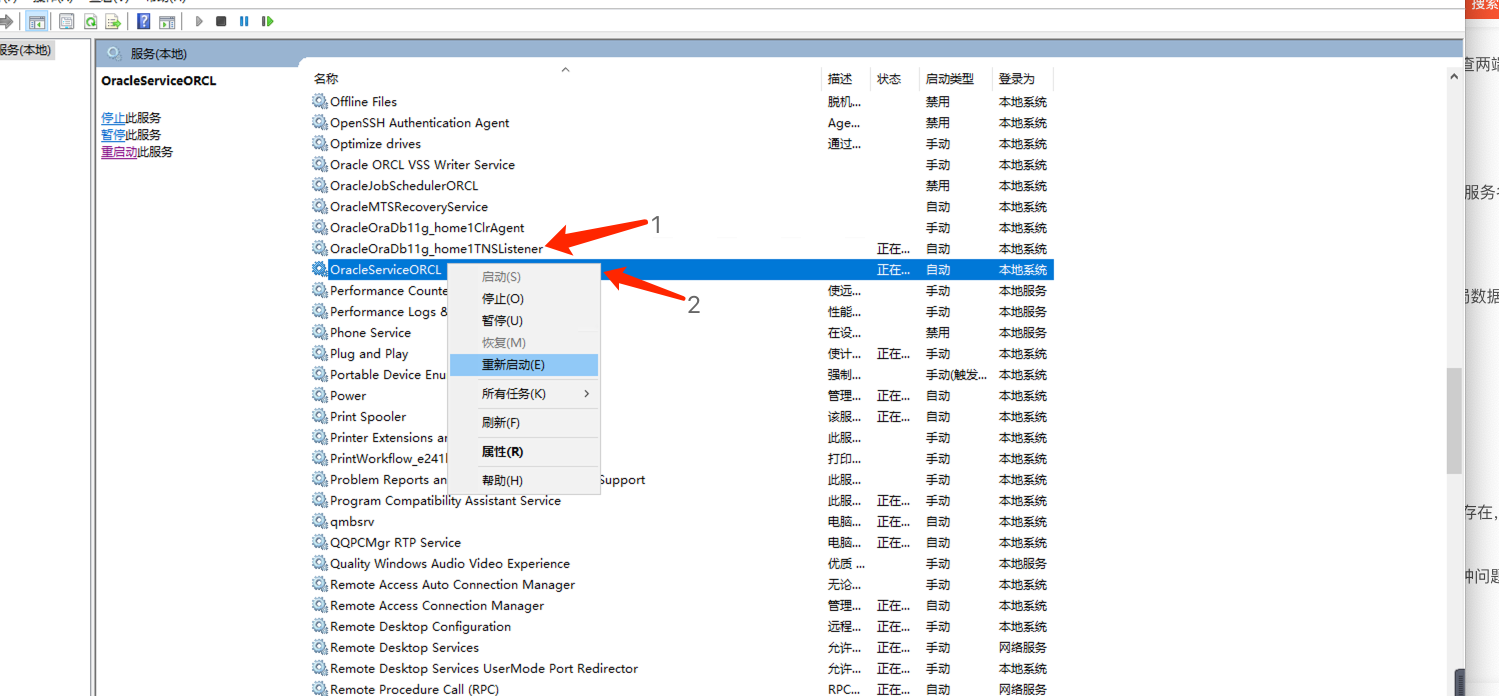 搜索
服务(本地)
服务(本地)
OracleServiceORCL
停止此服务
暂停此服务
重启动此服务
名称 描述 状态 启动类型 登录为
Offline Files 脱机... 禁用 本地系统
OpenSSH Authentication Agent Age... 禁用 本地系统
Optimize drives 通过... 手动 本地系统
Oracle ORCL VSS Writer Service 手动 本地系统
OracleJobSchedulerORCL 禁用 本地系统
OracleMTSRecoveryService 自动 本地系统
OracleOraDb11g_home1ClrAgent 手动 本地系统
1
OracleOraDb11g_home1TNSListener 正在... 自动 本地系统
OracleServiceORCL 正在... 自动 本地系统
2
启动(S)
停止(O)
暂停(U)
恢复(M)
重新启动(E)
所有任务(K)
刷新(F)
属性(R)
帮助(H)
Performance Counte 使远... 手动 本地服务
Performance Logs & 性能... 手动 本地服务
Phone Service 在设... 禁用 本地服务
Plug and Play 使计... 正在... 手动 本地系统
Portable Device Enu 强制... 手动(触发... 本地系统
Power 管理... 正在... 自动 本地系统
Print Spooler 该服... 正在... 自动 本地系统
Printer Extensions an 此服... 手动 本地系统
PrintWorkflow_e241 打印... 手动 本地系统
Problem Reports an Support 此服... 手动 本地系统
Program Compatibility Assistant Service 此服... 正在... 手动 本地系统
qmbsrv 电脑... 正在... 自动 本地系统
QQPCMgr RTP Service 电脑... 正在... 自动 本地系统
Quality Windows Audio Video Experience 优质 ... 手动 本地服务
Remote Access Auto Connection Manager 无论... 手动 本地系统
Remote Access Connection Manager 管理... 正在... 自动 本地系统
Remote Desktop Configuration 远程... 正在... 手动 本地系统
Remote Desktop Services 允许... 正在... 手动 网络服务
Remote Desktop Services UserMode Port Redirector 允许... 正在... 手动 本地系统
Remote Procedure Call (RPC) RPC... 正在... 自动 网络服务
查两端
服务名
数据
存在，
问题